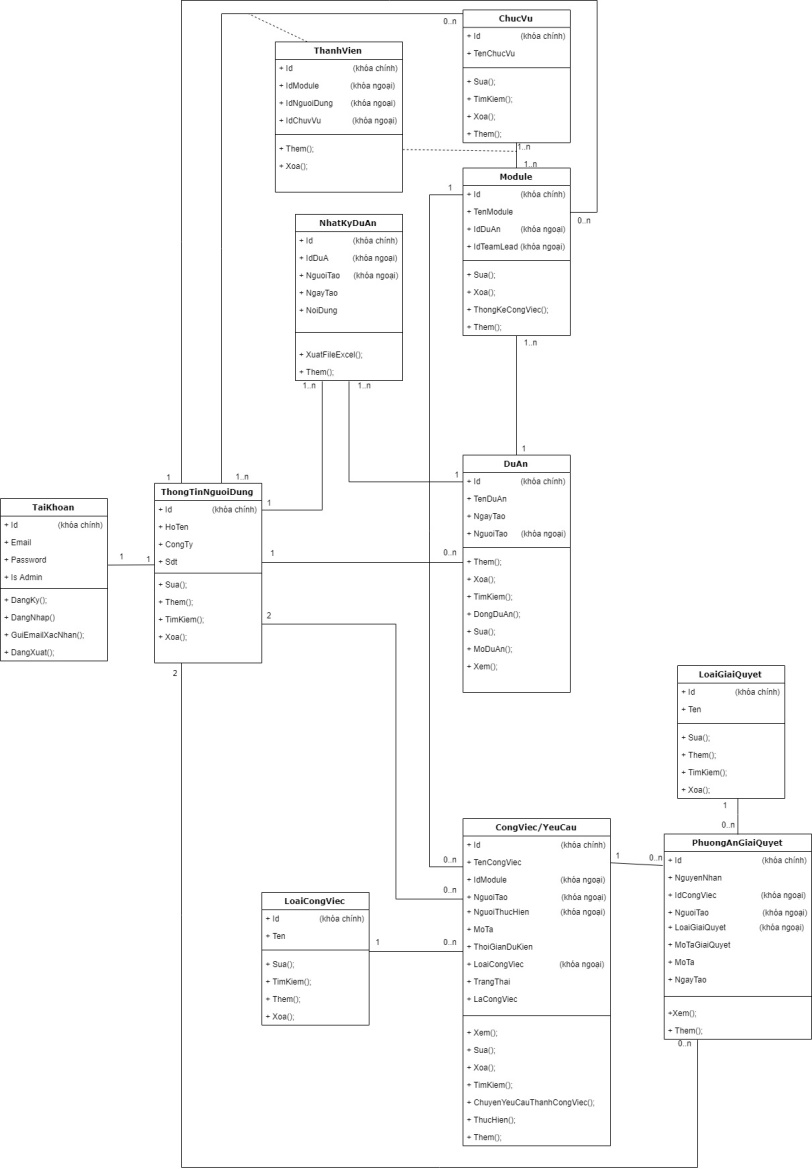 ChucVu
+ Id (khóa chính)
+ TenChucVu
+ Sua();
+ TimKiem();
+ Xoa();
+ Them();
0..n
1..n
ThanhVien
+ Id (khóa chính)
+ IdModule (khóa ngoại)
+ IdNguoiDung (khóa ngoại)
+ IdChuvVu (khóa ngoại)
+ Them();
+ Xoa();
1..n
Module
+ Id (khóa chính)
+ TenModule
+ IdDuAn (khóa ngoại)
+ IdTeamLead (khóa ngoại)
+ Sua();
+ Xoa();
+ ThongKeCongViec();
+ Them();
1
0..n
1..n
NhatKyDuAn
+ Id (khóa chính)
+ IdDuA (khóa ngoại)
+ NguoiTao (khóa ngoại)
+ NgayTao
+ NoiDung
+ XuatFileExcel();
+ Them();
1..n
1..n
1
DuAn
+ Id (khóa chính)
+ TenDuAn
+ NgayTao
+ NguoiTao (khóa ngoại)
+ Them();
+ Xoa();
+ TimKiem();
+ DongDuAn();
+ Sua();
+ MoDuAn();
+ Xem();
1
0..n
1
1..n
ThongTinNguoiDung
+ Id (khóa chính)
+ HoTen
+ CongTy
+ Sdt
+ Sua();
+ Them();
+ TimKiem();
+ Xoa();
1
1
2
2
TaiKhoan
+ Id (khóa chính)
+ Email
+ Password
+ Is Admin
+ DangKy();
+ DangNhap()
+ GuiEmailXacNhan();
+ DangXuat();
1
1
LoaiGiaiQuyet
+ Id (khóa chính)
+ Ten
+ Sua();
+ Them();
+ TimKiem();
+ Xoa();
1
0..n
CongViec/YeuCau
+ Id (khóa chính)
+ TenCongViec
+ IdModule (khóa ngoại)
+ NguoiTao (khóa ngoại)
+ NguoiThucHien (khóa ngoại)
+ MoTa
+ ThoiGianDuKien
+ LoaiCongViec (khóa ngoại)
+ TrangThai
+ LaCongViec
+ Xem();
+ Sua();
+ Xoa();
+ TimKiem();
+ ChuyenYeuCauThanhCongViec();
+ ThucHien();
+ Them();
0..n
0..n
0..n
1
0..n
PhuongAnGiaiQuyet
+ Id (khóa chính)
+ NguyenNhan
+ IdCongViec (khóa ngoại)
+ NguoiTao (khóa ngoại)
+ LoaiGiaiQuyet (khóa ngoại)
+ MoTaGiaiQuyet
+ MoTa
+ NgayTao
+Xem();
+ Them();
0..n
LoaiCongViec
+ Id (khóa chính)
+ Ten
+ Sua();
+ TimKiem();
+ Them();
+ Xoa();
1